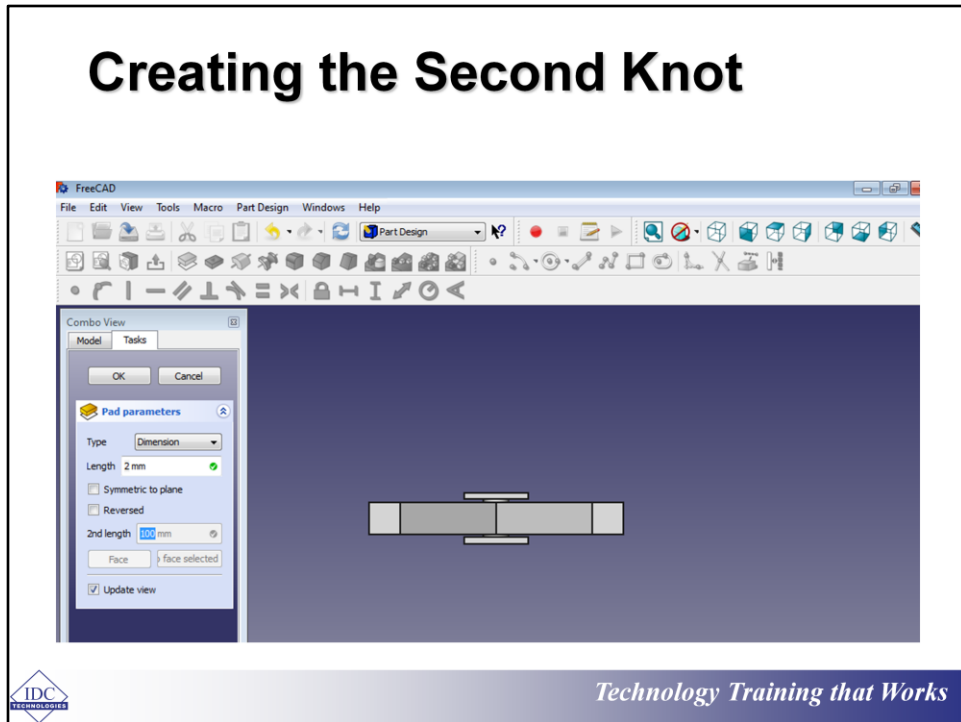 Creating the Second Knot
FreeCAD
File Edit View Tools Macro Part Design Windows Help
Part Design
Combo View
Model Tasks
OK Cancel
Pad parameters
Type Dimension
Length 2 mm
Symmetric to plane
Reversed
2nd length 100 mm
Face face selected
Update view
IDC
TECHNOLOGIES
Technology Training that Works